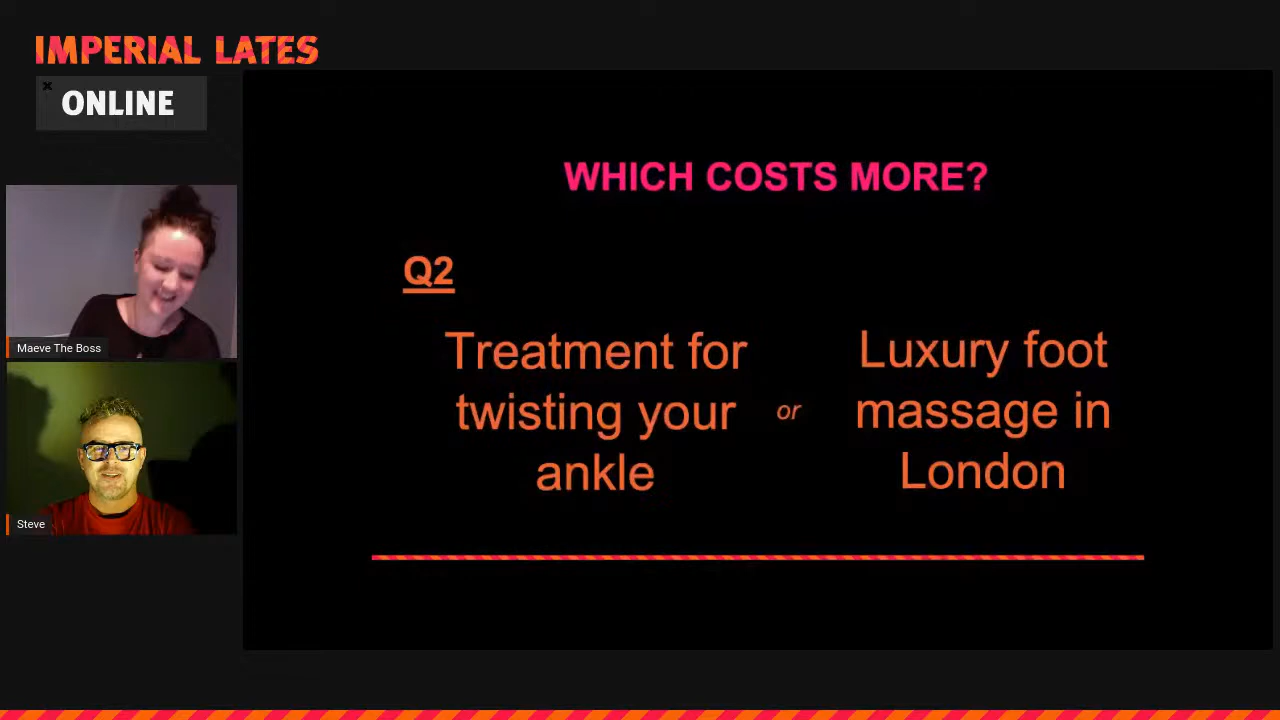 IMPERIAL LATES
ONLINE
WHICH COSTS MORE?
Q2
Treatment for
twisting your
ankle
or
Luxury foot
massage in
London
Maeve The Boss
Steve